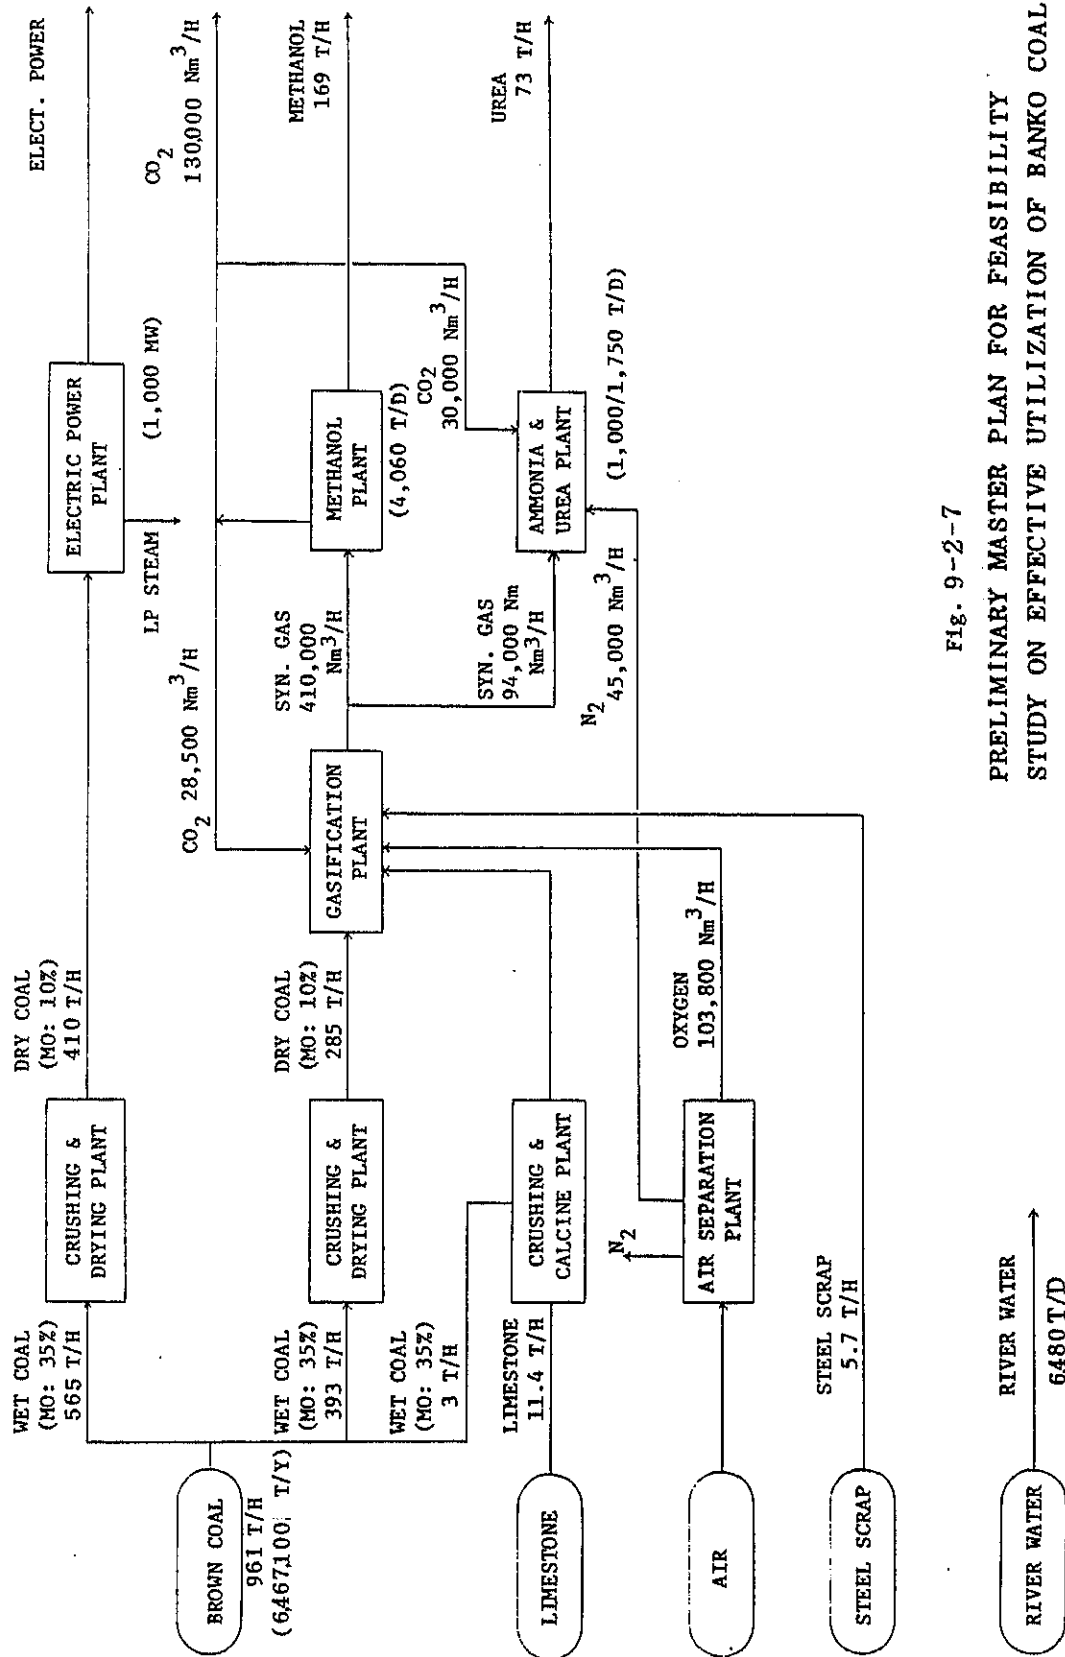 BROWN COAL
961 T/H
(6,467,100 T/Y)
WET COAL
(MO: 35%)
565 T/H
CRUSHING &
DRYING PLANT
DRY COAL
(MO: 10%)
410 T/H
ELECTRIC POWER
PLANT
(1,000 MW)
LP STEAM
ELECT. POWER
WET COAL
(MO: 35%)
393 T/H
CRUSHING &
DRYING PLANT
DRY COAL
(MO: 10%)
285 T/H
CO2 28,500 Nm3/H
GASIFICATION
PLANT
SYN. GAS
410,000
Nm3/H
METHANOL
PLANT
(4,060 T/D)
CO2
130,000 Nm3/H
METHANOL
169 T/H
WET COAL
(MO: 35%)
3 T/H
LIMESTONE
LIMESTONE
11.4 T/H
CRUSHING &
CALCINE PLANT
SYN. GAS
94,000 Nm
Nm3/H
CO2
30,000 Nm3/H
AMMONIA &
UREA PLANT
(1,000/1,750 T/D)
UREA
73 T/H
AIR
N2
AIR SEPARATION
PLANT
OXYGEN
103,800 Nm3/H
N2 45,000 Nm3/H
STEEL SCRAP
STEEL SCRAP
5.7 T/H
RIVER WATER
RIVER WATER
6,480 T/D
Fig. 9-2-7
PRELIMINARY MASTER PLAN FOR FEASIBILITY
STUDY ON EFFECTIVE UTILIZATION OF BANKO COAL